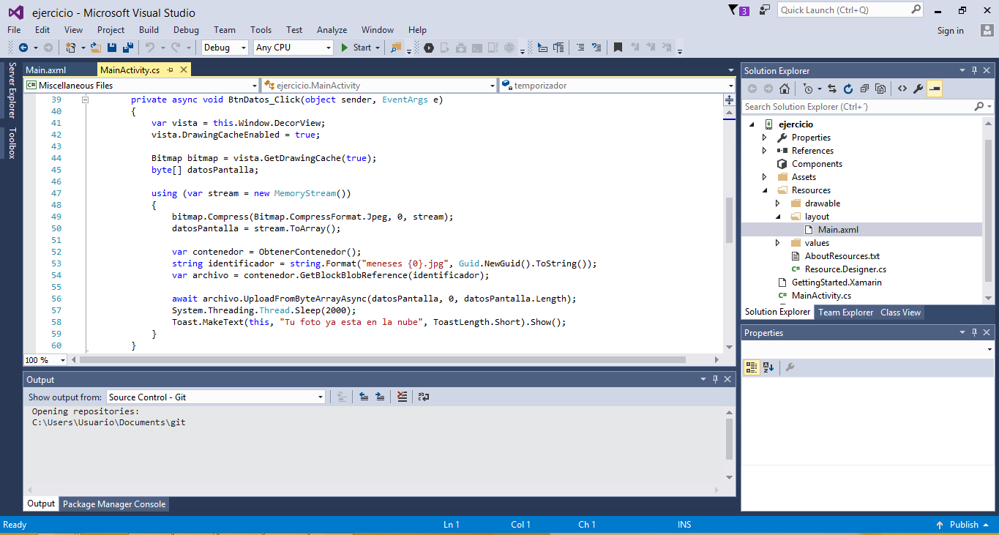 ejercicio - Microsoft Visual Studio
3
Quick Launch (Ctrl+Q)
File Edit View Project Build Debug Team Tools Test Analyze Window Help
Sign in
Debug Any CPU Start
Server Explorer
Toolbox
Main.axml MainActivity.cs
Miscellaneous Files ejercicio.MainActivity temporizador
39 private async void BtnDatos_Click(object sender, EventArgs e)
40 {
41 var vista = this.Window.DecorView;
42 vista.DrawingCacheEnabled = true;
43
44 Bitmap bitmap = vista.GetDrawingCache(true);
45 byte[] datosPantalla;
46
47 using (var stream = new MemoryStream())
48 {
49 bitmap.Compress(Bitmap.CompressFormat.Jpeg, 0, stream);
50 datosPantalla = stream.ToArray();
51
52 var contenedor = ObtenerContenedor();
53 string identificador = string.Format("meneses {0}.jpg", Guid.NewGuid().ToString());
54 var archivo = contenedor.GetBlockBlobReference(identificador);
55
56 await archivo.UploadFromByteArrayAsync(datosPantalla, 0, datosPantalla.Length);
57 System.Threading.Thread.Sleep(2000);
58 Toast.MakeText(this, "Tu foto ya esta en la nube", ToastLength.Short).Show();
59 }
60 }
100 %
Output
Show output from: Source Control - Git
Opening repositories:
C:\Users\Usuario\Documents\git
Output Package Manager Console
Solution Explorer
Search Solution Explorer (Ctrl+´)
ejercicio
Properties
References
Components
Assets
Resources
drawable
layout
Main.axml
values
AboutResources.txt
C# Resource.Designer.cs
GettingStarted.Xamarin
C# MainActivity.cs
Solution Explorer Team Explorer Class View
Properties
Ready Ln 1 Col 1 Ch 1 INS Publish